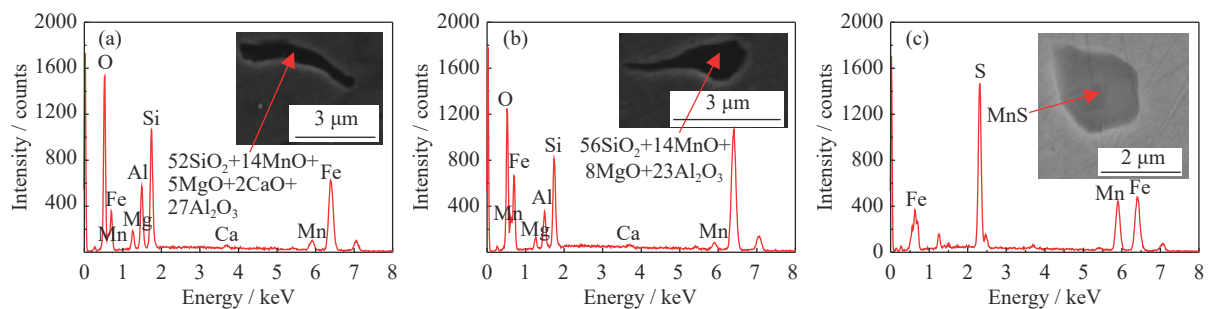 2000
1600
1200
800
400
0
Intensity / counts
(a)
O
Si
Al
Fe
Mg
Mn
Ca
Mn
Fe
3 μm
52SiO₂+14MnO+
5MgO+2CaO+
27Al₂O₃
0 1 2 3 4 5 6 7 8
Energy / keV
2000
1600
1200
800
400
0
Intensity / counts
(b)
O
Fe
Si
Al
Mn
Mg
Ca
Mn
3 μm
56SiO₂+14MnO+
8MgO+23Al₂O₃
0 1 2 3 4 5 6 7 8
Energy / keV
2000
1600
1200
800
400
0
Intensity / counts
(c)
S
MnS
Fe
Mn
Fe
2 μm
0 1 2 3 4 5 6 7 8
Energy / keV